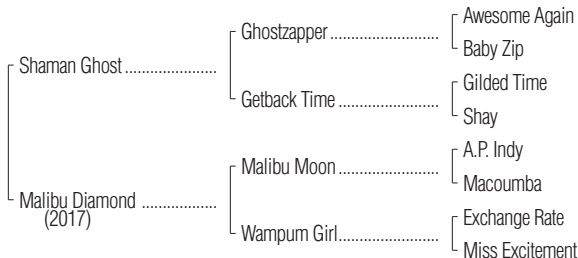 Awesome Again
Ghostzapper
Baby Zip
Shaman Ghost
Gilded Time
Getback Time
Shay
A.P. Indy
Malibu Moon
Macoumba
Malibu Diamond
(2017)
Exchange Rate
Wampum Girl
Miss Excitement